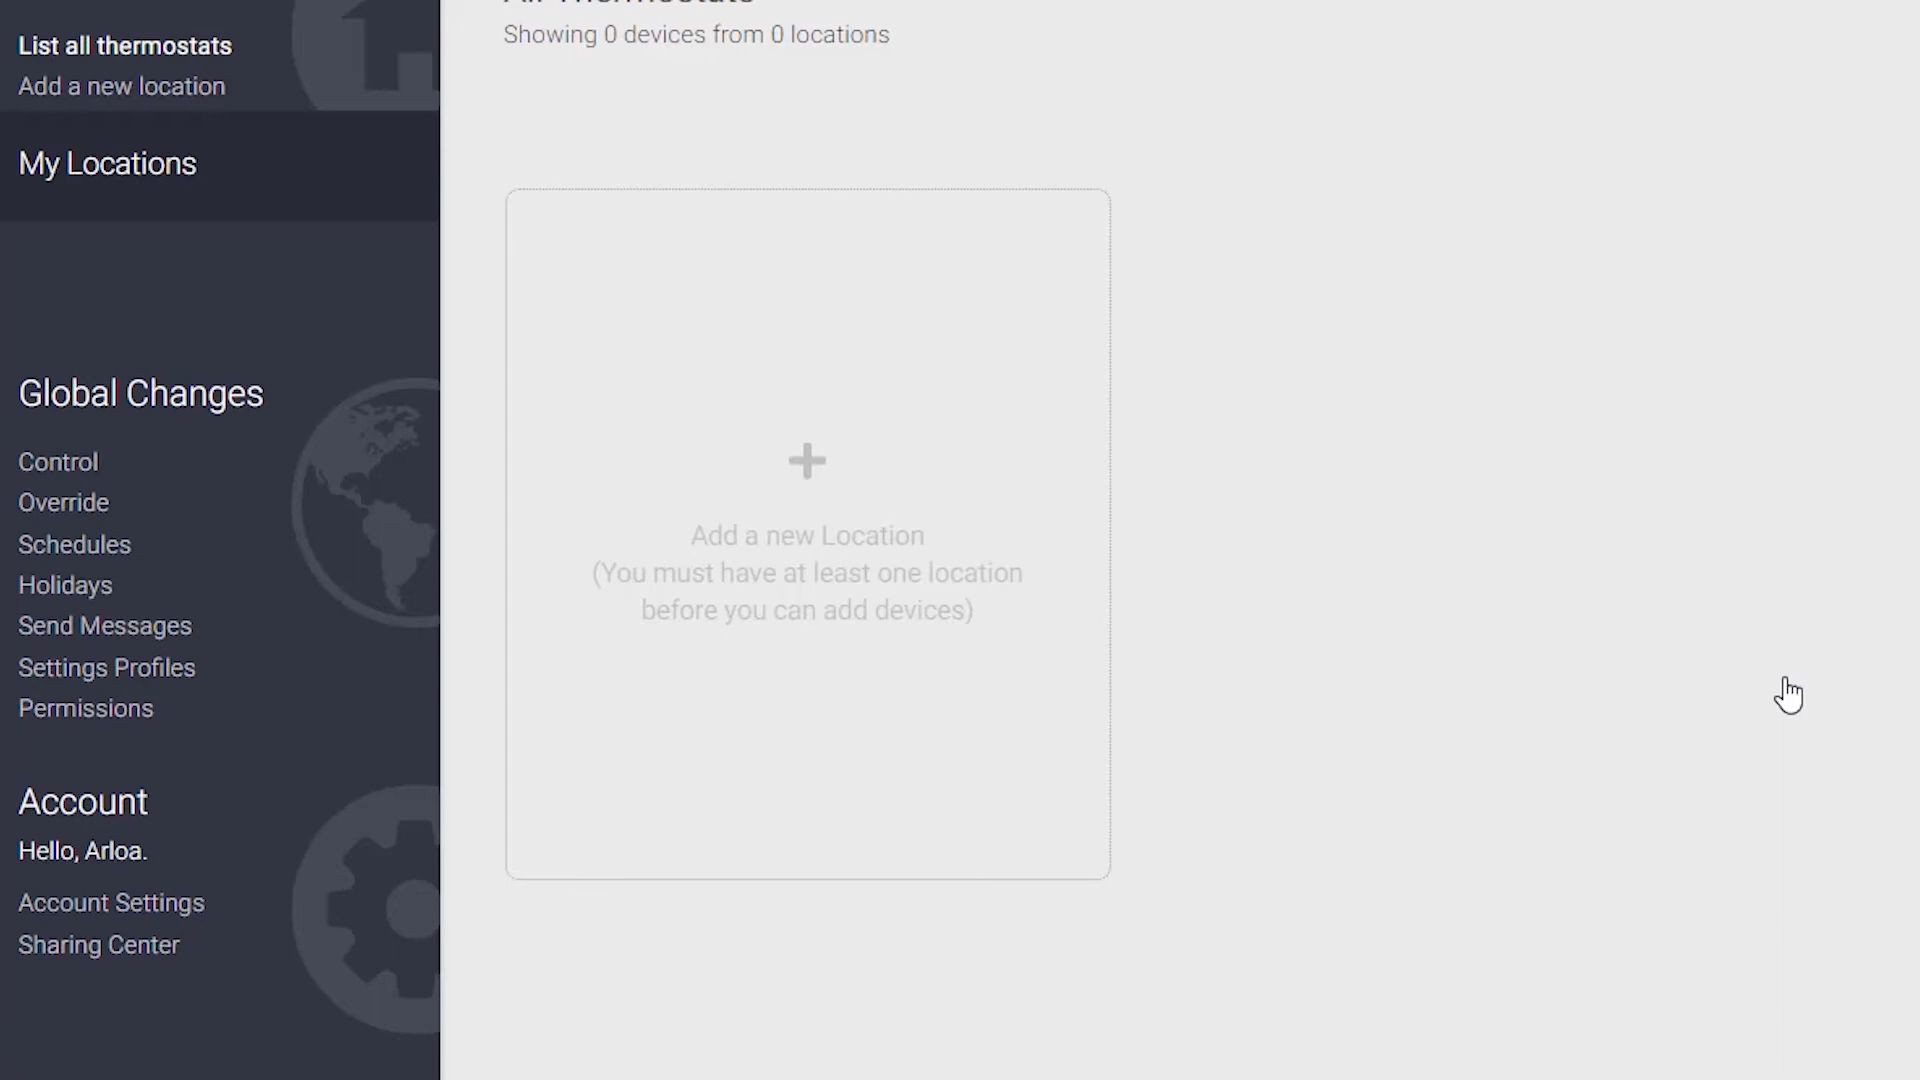 List all thermostats
Add a new location
My Locations
Global Changes
Control
Override
Schedules
Holidays
Send Messages
Settings Profiles
Permissions
Account
Hello, Arloa.
Account Settings
Sharing Center
Showing 0 devices from 0 locations
Add a new Location
(You must have at least one location
before you can add devices)